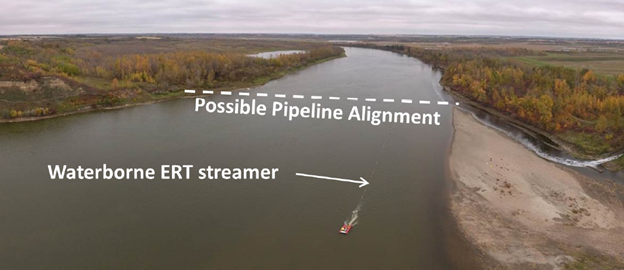 Possible Pipeline Alignment
Waterborne ERT streamer